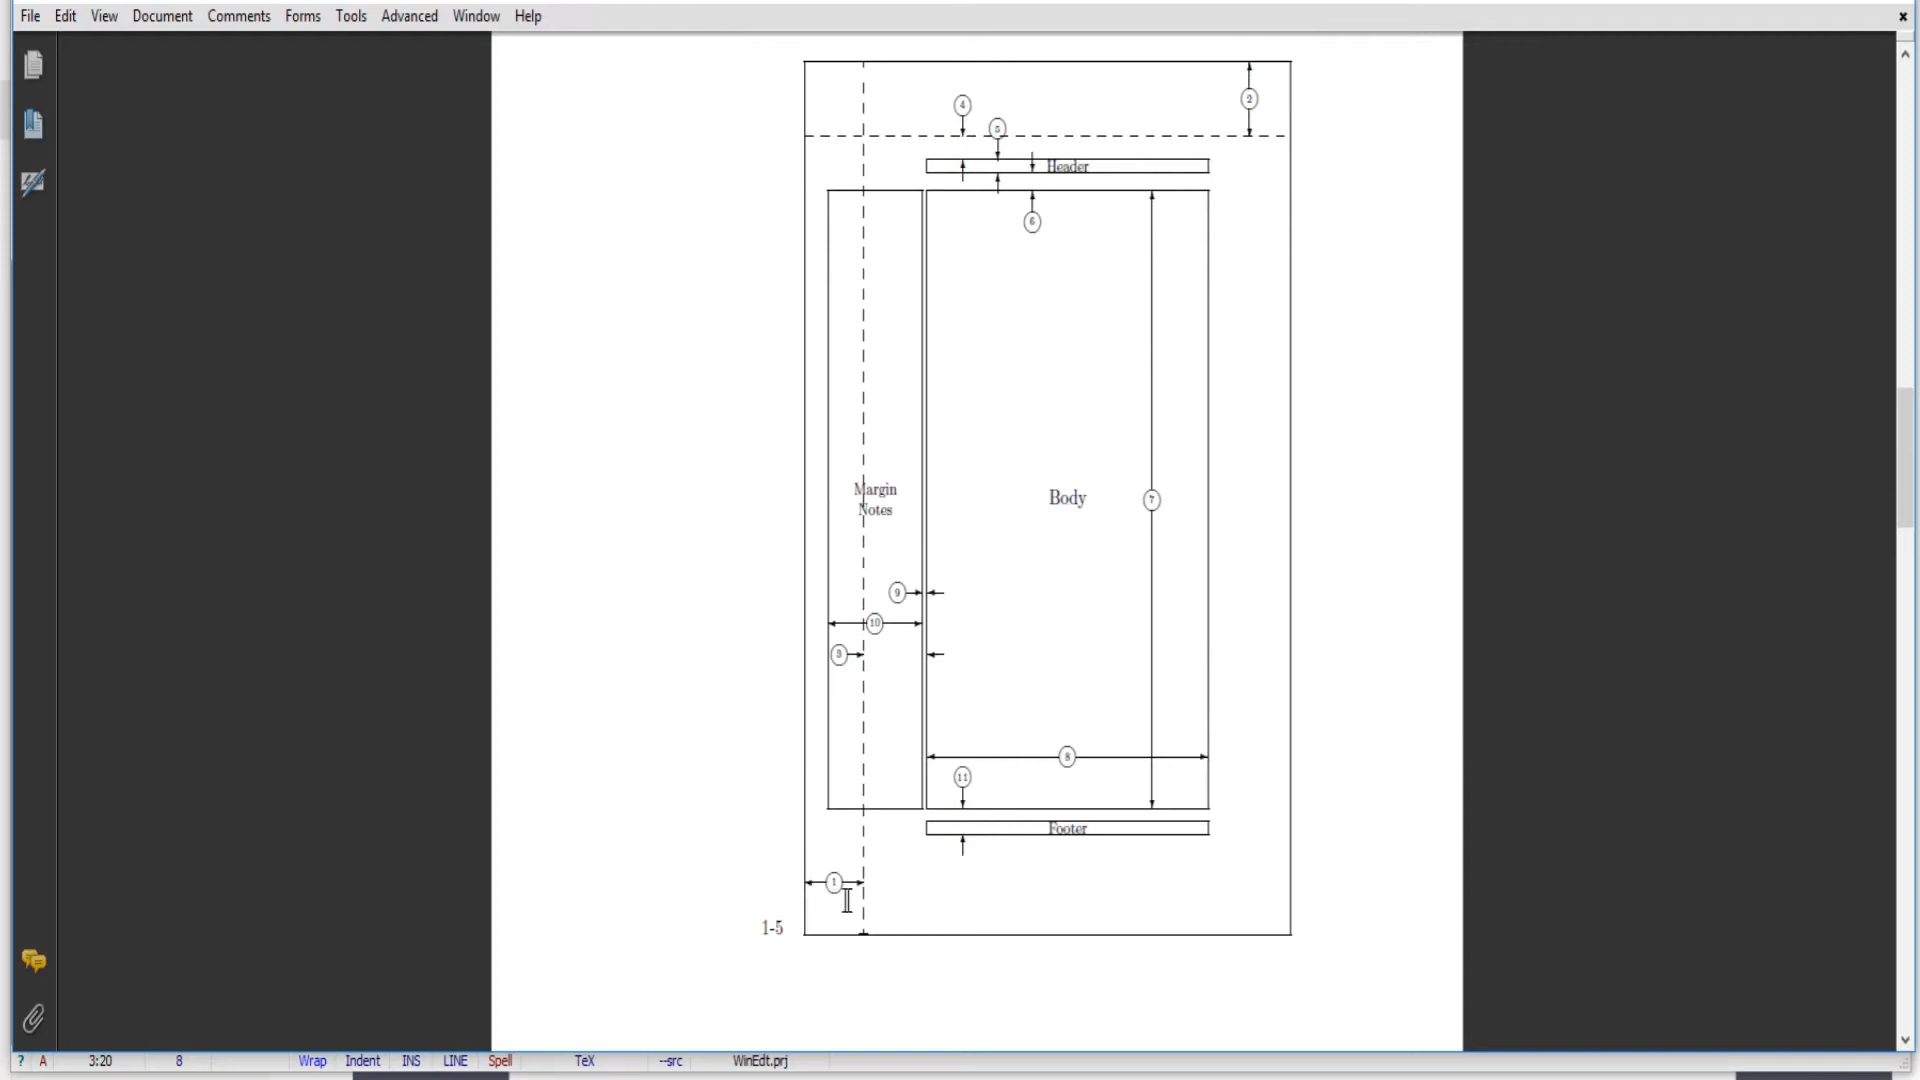 File Edit View Document Comments Forms Tools Advanced Window Help
2
4
5
Header
6
Margin
Notes
Body
7
9
10
3
8
11
Footer
1
1-5
? A 3:20 8 Wrap Indent INS LINE Spell TeX --src WinEdt.prj